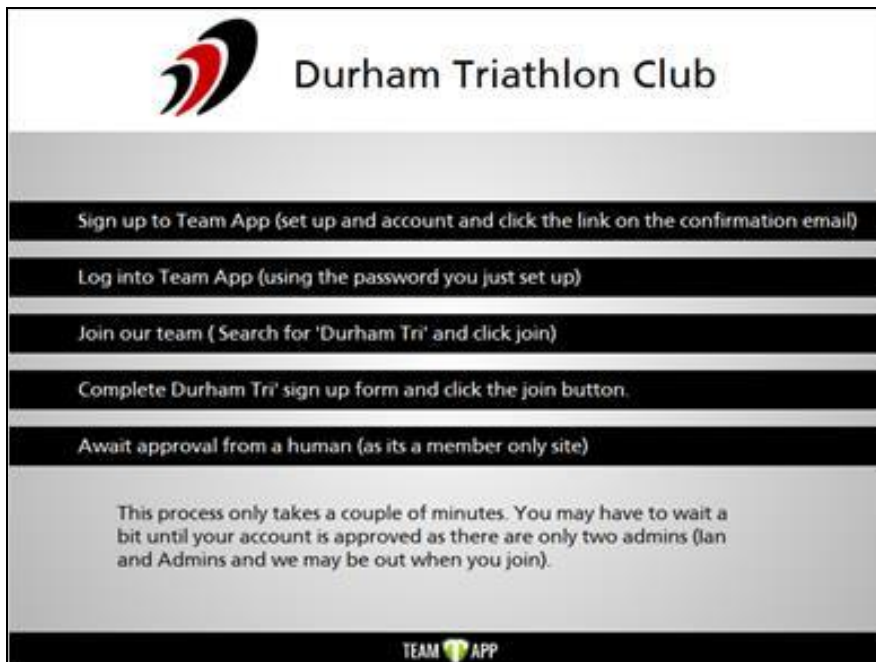 Durham Triathlon Club
Sign up to Team App (set up and account and click the link on the confirmation email)
Log into Team App (using the password you just set up)
Join our team ( Search for 'Durham Tri' and click join)
Complete Durham Tri' sign up form and click the join button.
Await approval from a human (as its a member only site)
This process only takes a couple of minutes. You may have to wait a
bit until your account is approved as there are only two admins (Ian
and Admins and we may be out when you join).
TEAM APP